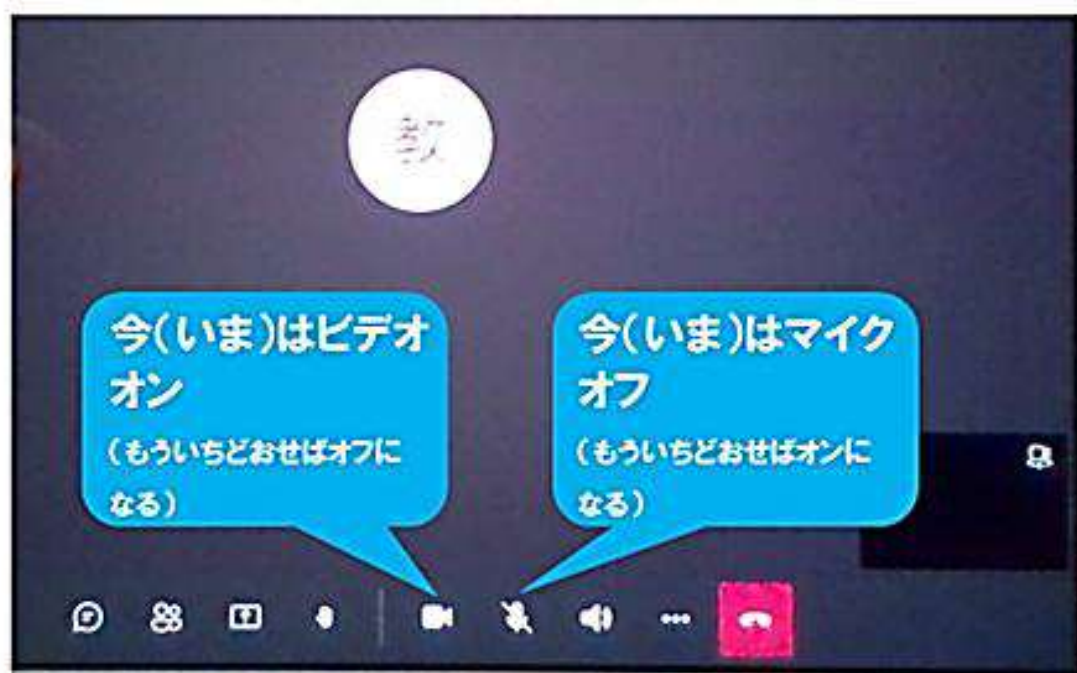 今(いま)はビデオ
オン
(もういちどおせばオフに
なる)
今(いま)はマイク
オフ
(もういちどおせばオンに
なる)